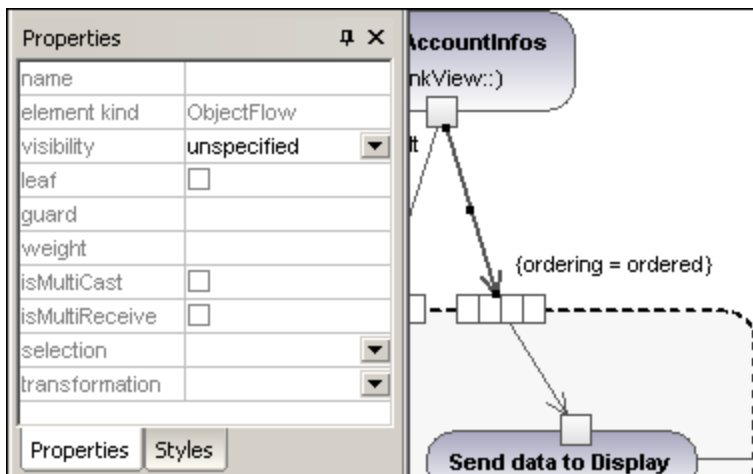 Properties
name
element kind ObjectFlow
visibility unspecified
leaf
guard
weight
isMultiCast
isMultiReceive
selection
transformation
Properties Styles
AccountInfos
nkView::)
lt
{ordering = ordered}
Send data to Display